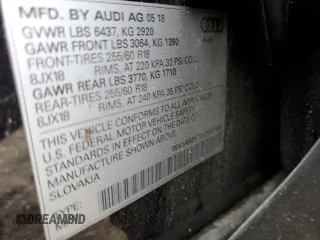 MFD. BY AUDI AG 05 18
GVWR LBS 6437, KG 2920
GAWR FRONT LBS 3064, KG 1390
FRONT-TIRES 255/60 R18
8JX18 RIMS, AT 220 KPA 32 PSI COLD
GAWR REAR LBS 3770, KG 1710
REAR-TIRES 255/60 R18
8JX18 RIMS, AT 240 KPA 35 PSI COLD
THIS VEHICLE CONFORMS TO ALL APPLICABLE
U.S. FEDERAL MOTOR VEHICLE SAFETY
STANDARDS IN EFFECT ON THE DATE OF
MANUFACTURE SHOWN ABOVE
SLOVAKIA
TYPE:
DREAMBID